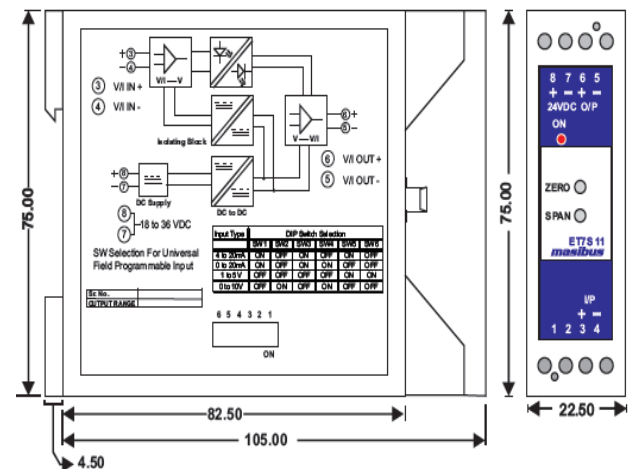 + 3
- 4
V/I — V
3 V/I IN +
4 V/I IN -
Isolating Block
V — V/I
6 +
5 -
6 V/I OUT +
5 V/I OUT -
+ 8
- 7
DC Supply
DC to DC
8
7
18 to 36 VDC
SW Selection For Universal
Field Programmable Input
Input Type DIP Switch Selection
SW1 SW2 SW3 SW4 SW5 SW6
4 to 20mA ON OFF ON ON OFF OFF
0 to 20mA ON ON OFF ON ON OFF
1 to 5V OFF OFF ON OFF ON ON
0 to 10V OFF ON OFF OFF OFF OFF
Sr No.
OUTPUT RANGE
6 5 4 3 2 1
ON
75.00
82.50
105.00
4.50
8 7 6 5
+ - + -
24VDC O/P
ON
ZERO
SPAN
ET7S 11
masibus
I/P
+ -
1 2 3 4
75.00
22.50